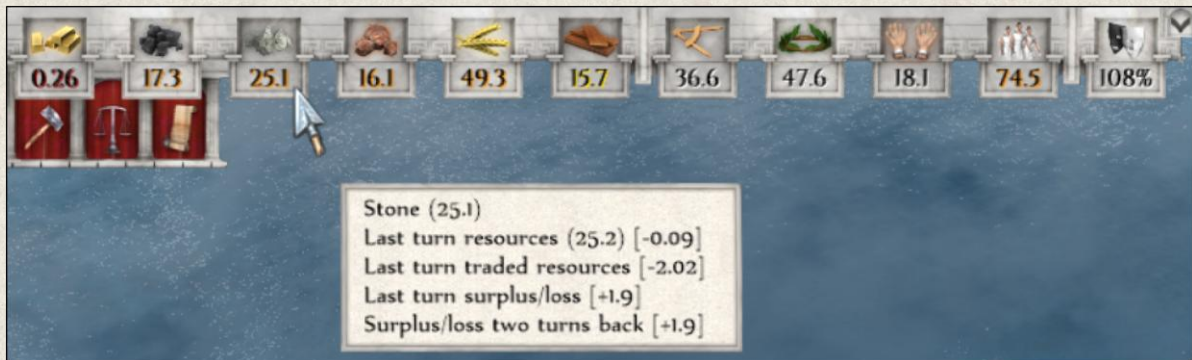 0.26 17.3 25.1 16.1 49.3 15.7 36.6 47.6 18.1 74.5 108%
Stone (25.1)
Last turn resources (25.2) [-0.09]
Last turn traded resources [-2.02]
Last turn surplus/loss [+1.9]
Surplus/loss two turns back [+1.9]